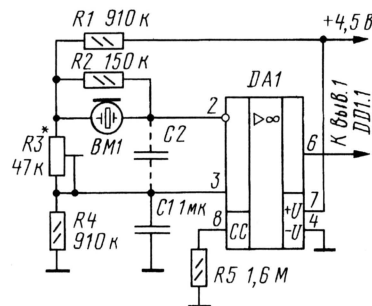 R1 910 к
+4,5 В
R2 150 к
DA1
К выв. 1
DD1.1
2
▷∞
BM1
C2
6
R3*
47 к
3
7
C1 1мк
+U
4
-U
8
CC
R4
910 к
R5 1,6 М